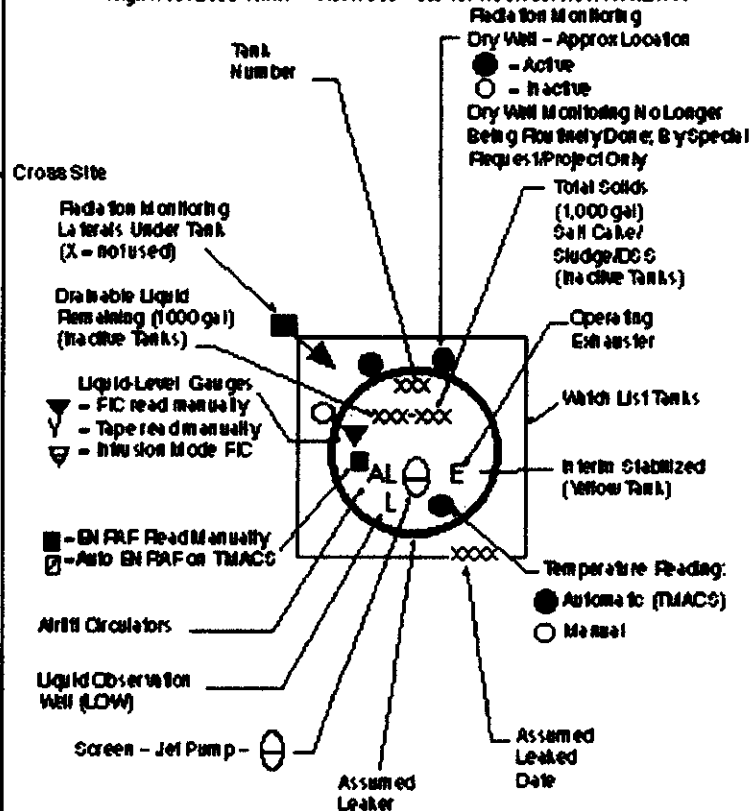 Radiation Monitoring
Dry Well – Approx Location
● – Active
○ – Inactive
Dry Well Monitoring No Longer
Being Routinely Done; By Special
Request/Project Only
Tank
Number
Cross Site
Total Solids
(1,000 gal)
Salt Cake/
Sludge/DSS
(Inactive Tanks)
Radiation Monitoring
Laterals Under Tank
(X – not used)
Drainable Liquid
Remaining (1000 gal)
(Inactive Tanks)
Operating
Exhauster
Liquid-Level Gauges
– FIC read manually
– Tape read manually
– Intrusion Mode FIC
XXX
XXX-XXX
Watch List Tanks
AL
E
L
Interim Stabilized
(Yellow Tank)
– ENRAF Read Manually
– Auto ENRAF on TMACS
XXXX
Temperature Reading:
Automatic (TMACS)
Manual
Airlift Circulators
Liquid Observation
Well (LOW)
Screen – Jet Pump –
Assumed
Leaker
Assumed
Leaked
Date